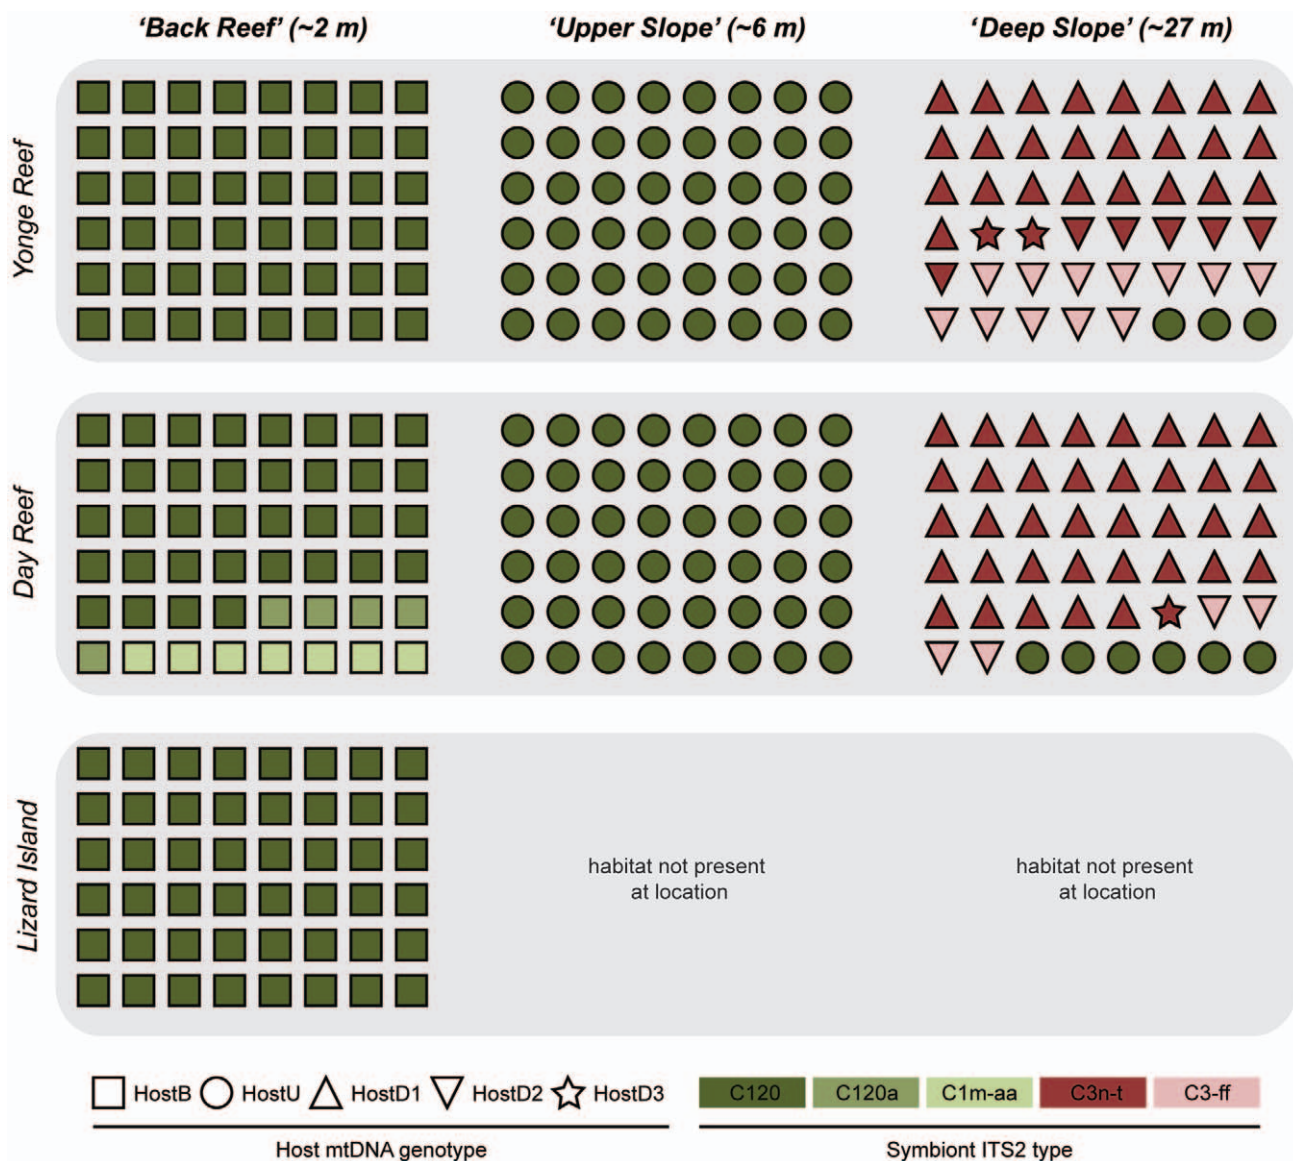 'Back Reef' (~2 m)
'Upper Slope' (~6 m)
'Deep Slope' (~27 m)
Yonge Reef
Day Reef
Lizard Island
habitat not present
at location
habitat not present
at location
HostB HostU HostD1 HostD2 HostD3
Host mtDNA genotype
C120 C120a C1m-aa C3n-t C3-ff
Symbiont ITS2 type